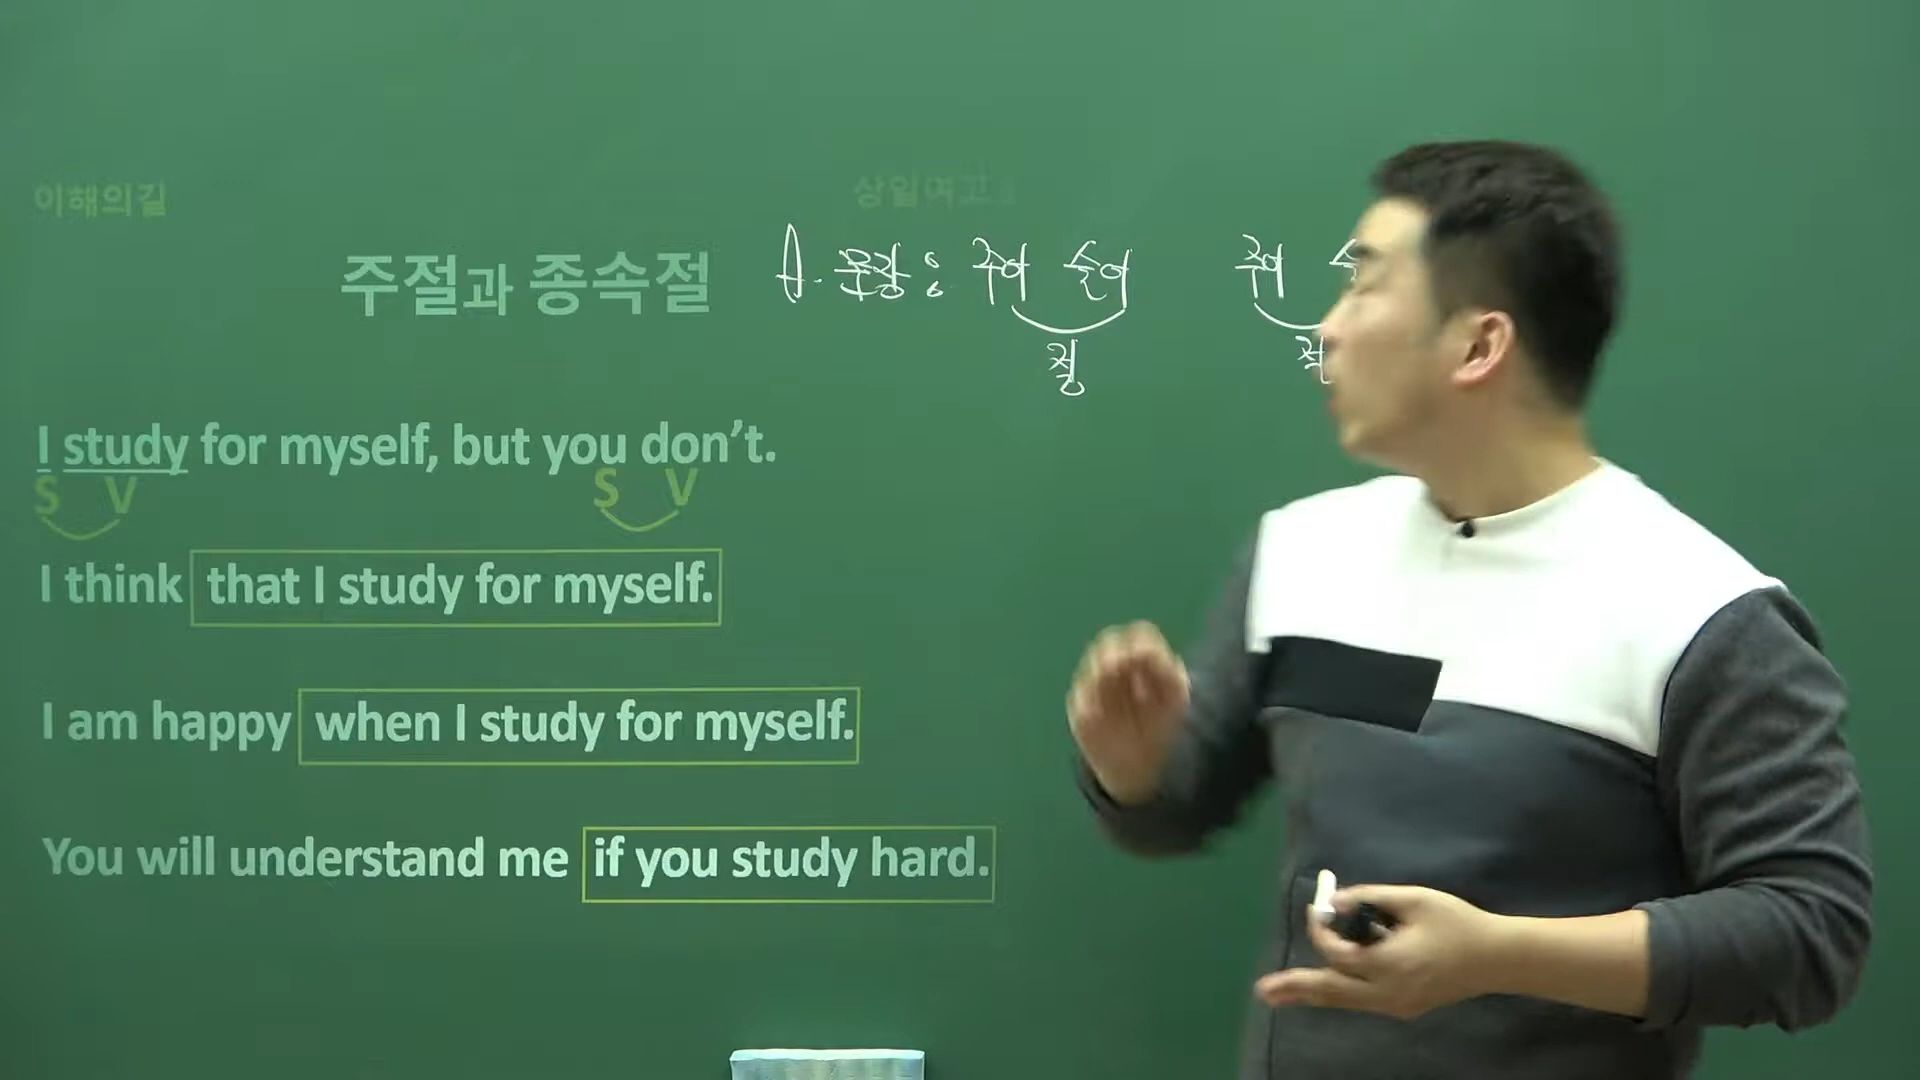 이해의길
상일여고
주절과 종속절
A. 문장 : 주어 술어 주어
절 절
I study for myself, but you don't.
S V S V
I think that I study for myself.
I am happy when I study for myself.
You will understand me if you study hard.